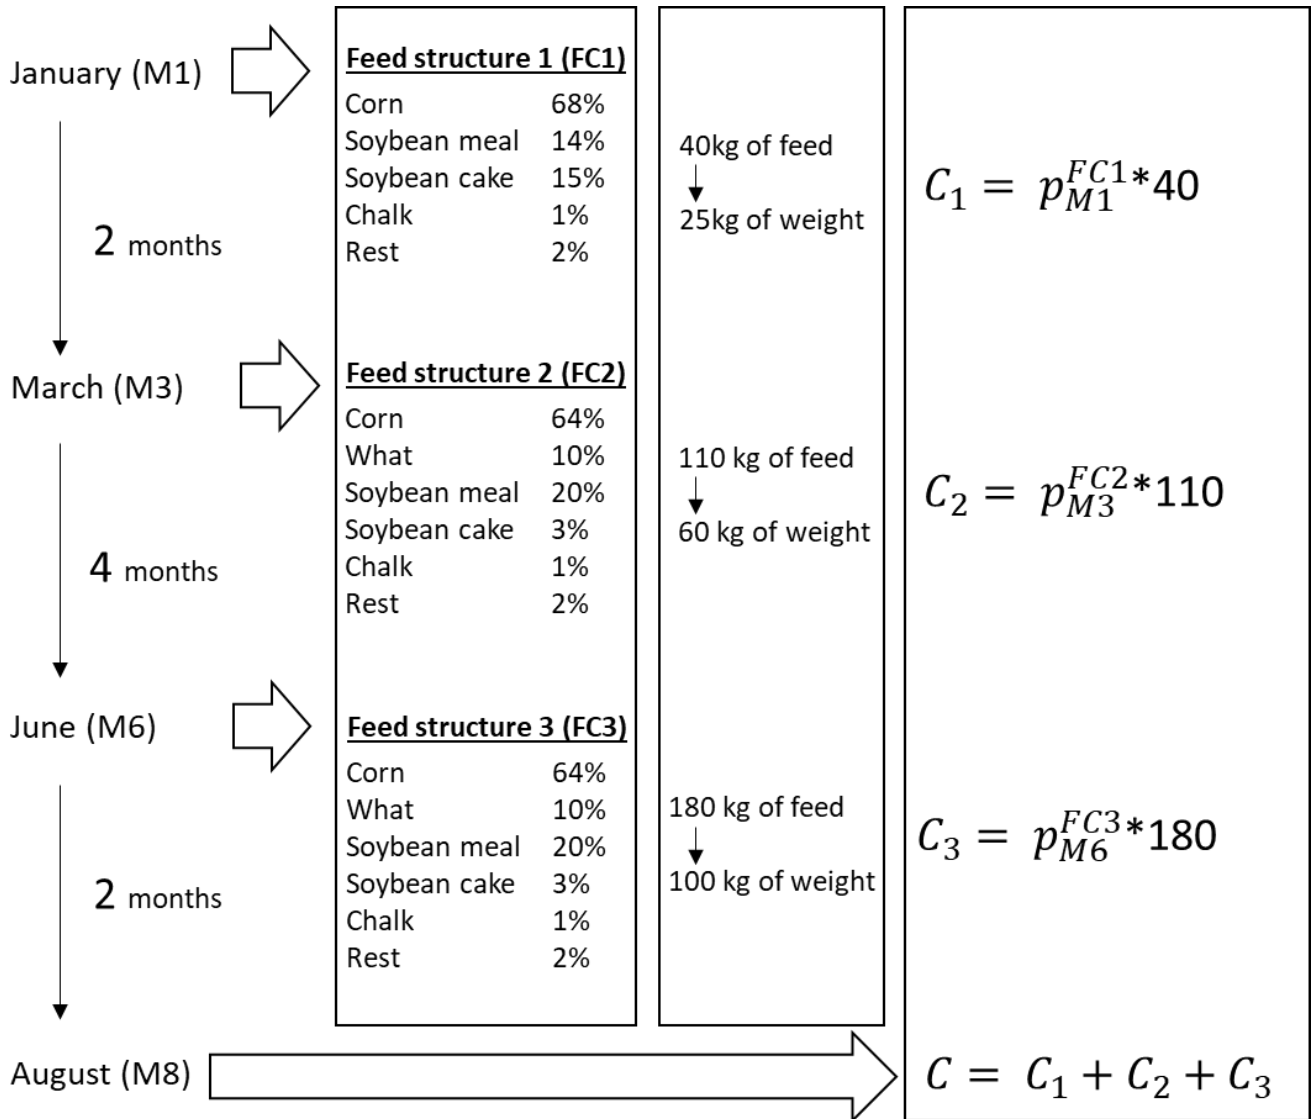 January (M1)
2 months
March (M3)
4 months
June (M6)
2 months
August (M8)
Feed structure 1 (FC1)
Corn 68%
Soybean meal 14%
Soybean cake 15%
Chalk 1%
Rest 2%
40kg of feed
25kg of weight
C₁ = p_{M1}^{FC1}*40
Feed structure 2 (FC2)
Corn 64%
What 10%
Soybean meal 20%
Soybean cake 3%
Chalk 1%
Rest 2%
110 kg of feed
60 kg of weight
C₂ = p_{M3}^{FC2}*110
Feed structure 3 (FC3)
Corn 64%
What 10%
Soybean meal 20%
Soybean cake 3%
Chalk 1%
Rest 2%
180 kg of feed
100 kg of weight
C₃ = p_{M6}^{FC3}*180
C = C₁ + C₂ + C₃